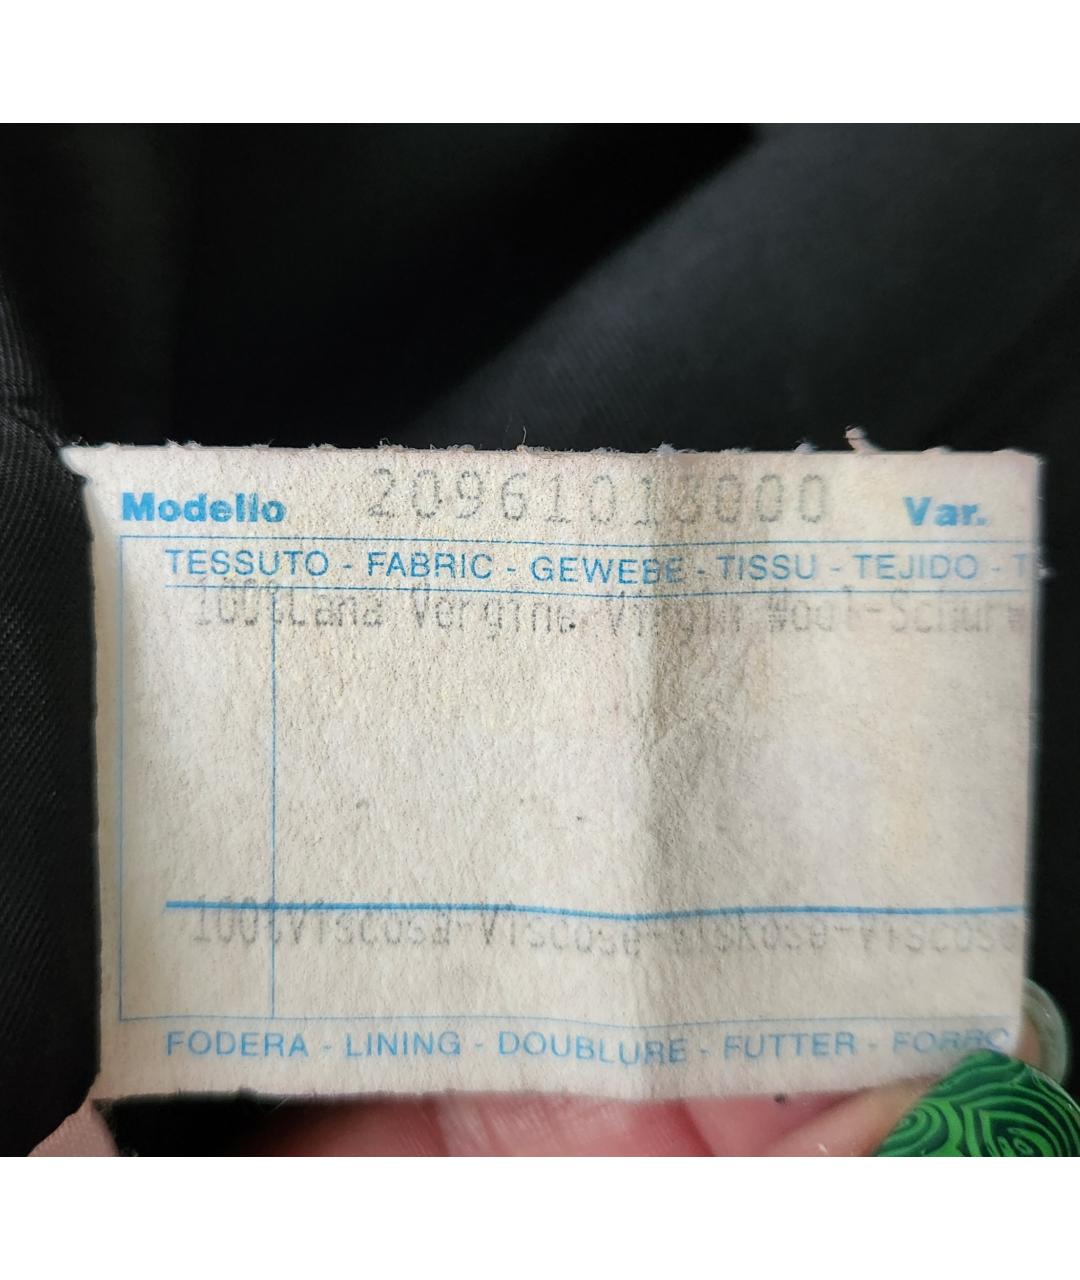 Modello 20961013000 Var.
TESSUTO - FABRIC - GEWEBE - TISSU - TEJIDO - T
100%Lana Vergine Virgin Wool-Schurw
100%Viscosa-Viscose-Viskose-Viscose
FODERA - LINING - DOUBLURE - FUTTER - FORRO